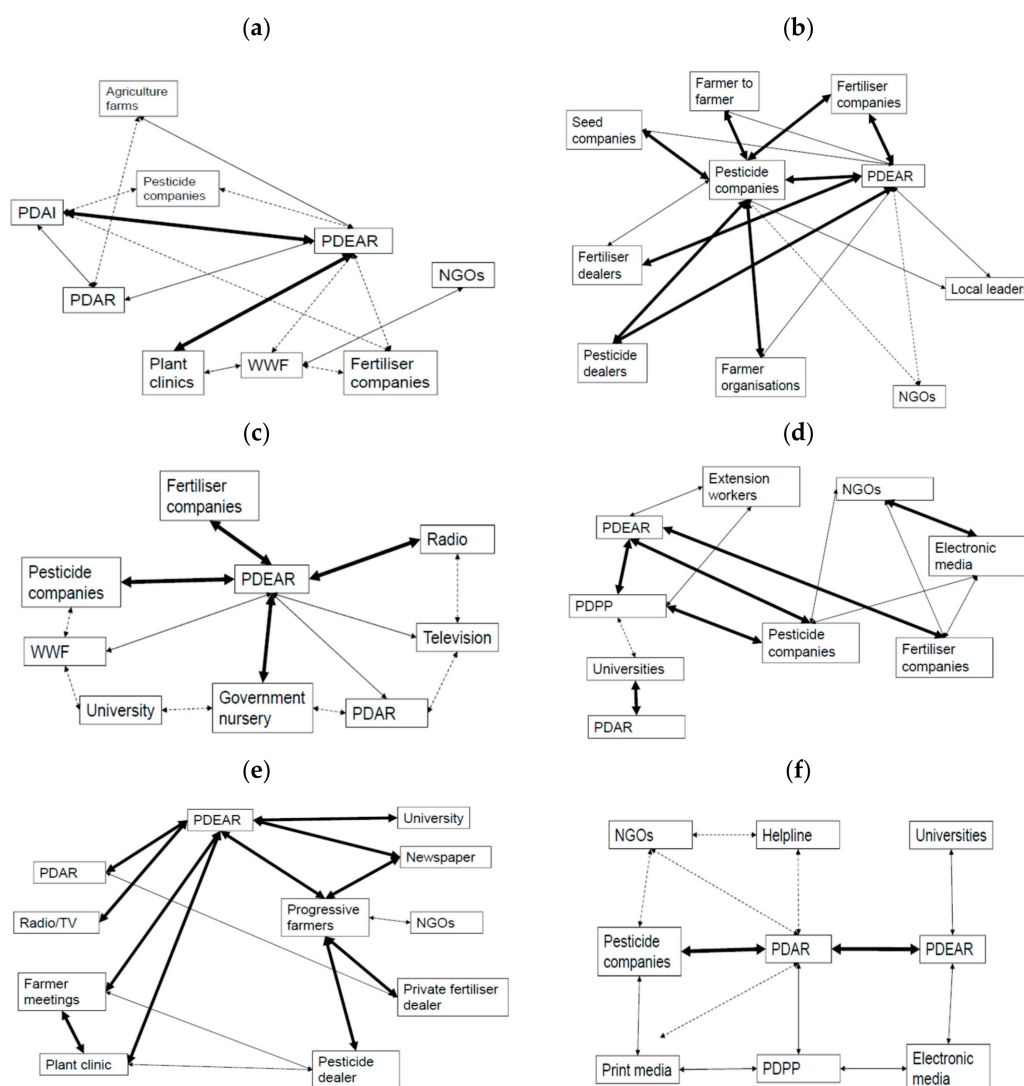 (a)
Agriculture
farms
Pesticide
companies
PDAI
PDEAR
NGOs
PDAR
Plant
clinics
WWF
Fertiliser
companies
(b)
Farmer to
farmer
Fertiliser
companies
Seed
companies
Pesticide
companies
PDEAR
Fertiliser
dealers
Local leaders
Pesticide
dealers
Farmer
organisations
NGOs
(c)
Fertiliser
companies
Radio
Pesticide
companies
PDEAR
WWF
Television
University
Government
nursery
PDAR
(d)
Extension
workers
NGOs
PDEAR
Electronic
media
PDPP
Pesticide
companies
Fertiliser
companies
Universities
PDAR
(e)
PDEAR
University
Newspaper
PDAR
Radio/TV
Progressive
farmers
NGOs
Farmer
meetings
Private fertiliser
dealer
Plant clinic
Pesticide
dealer
(f)
NGOs
Helpline
Universities
Pesticide
companies
PDAR
PDEAR
Print media
PDPP
Electronic
media